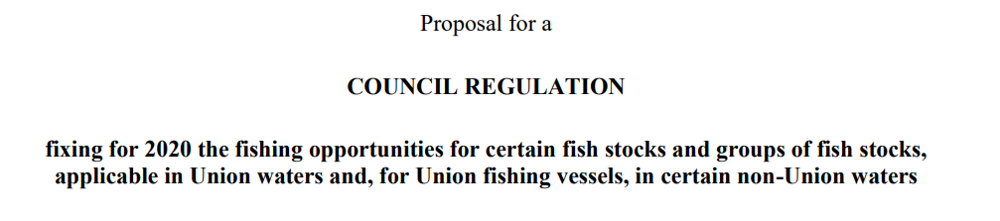 Proposal for a
COUNCIL REGULATION
fixing for 2020 the fishing opportunities for certain fish stocks and groups of fish stocks,
applicable in Union waters and, for Union fishing vessels, in certain non-Union waters